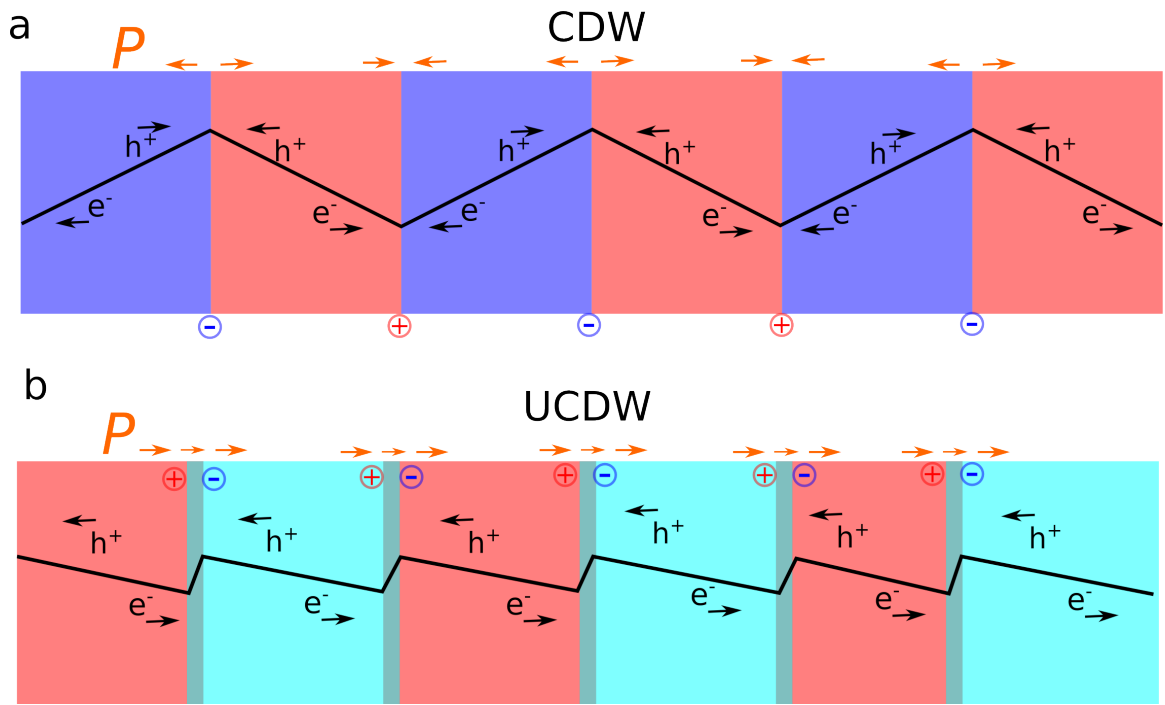 a
CDW
P
h⁺ h⁺ h⁺ h⁺ h⁺ h⁺
e⁻ e⁻ e⁻ e⁻ e⁻ e⁻
- + - + -
b
UCDW
P
+ - + - + - + - + -
h⁺ h⁺ h⁺ h⁺ h⁺ h⁺
e⁻ e⁻ e⁻ e⁻ e⁻ e⁻